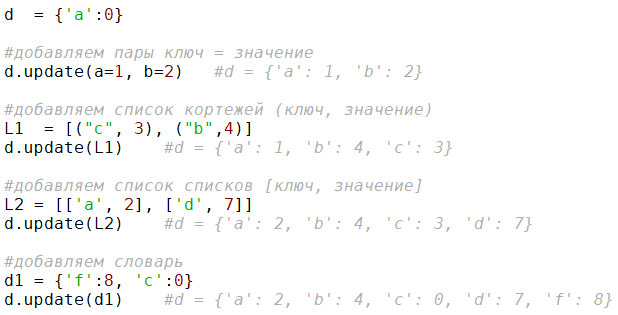 d  = {'a':0}
#добавляем пары ключ = значение
d.update(a=1, b=2)   #d = {'a': 1, 'b': 2}
#добавляем список кортежей (ключ, значение)
L1  = [("c", 3), ("b",4)]
d.update(L1)    #d = {'a': 1, 'b': 4, 'c': 3}
#добавляем список списков [ключ, значение]
L2 = [['a', 2], ['d', 7]]
d.update(L2)    #d = {'a': 2, 'b': 4, 'c': 3, 'd': 7}
#добавляем словарь
d1 = {'f':8, 'c':0}
d.update(d1)    #d = {'a': 2, 'b': 4, 'c': 0, 'd': 7, 'f': 8}